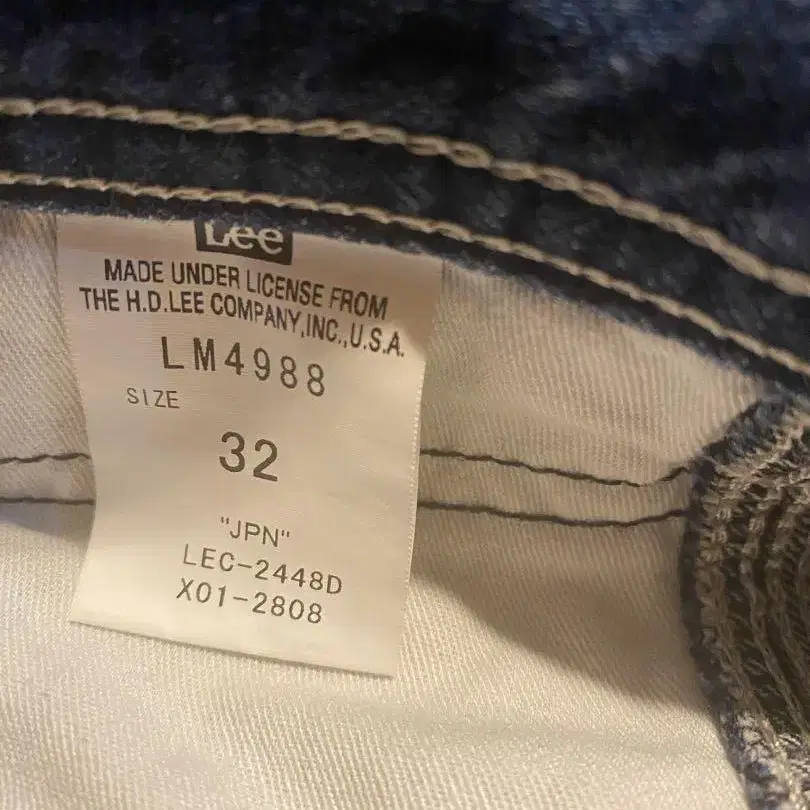 Lee
MADE UNDER LICENSE FROM
THE H.D.LEE COMPANY,INC.,U.S.A.
LM4988
SIZE
32
"JPN"
LEC-2448D
X01-2808